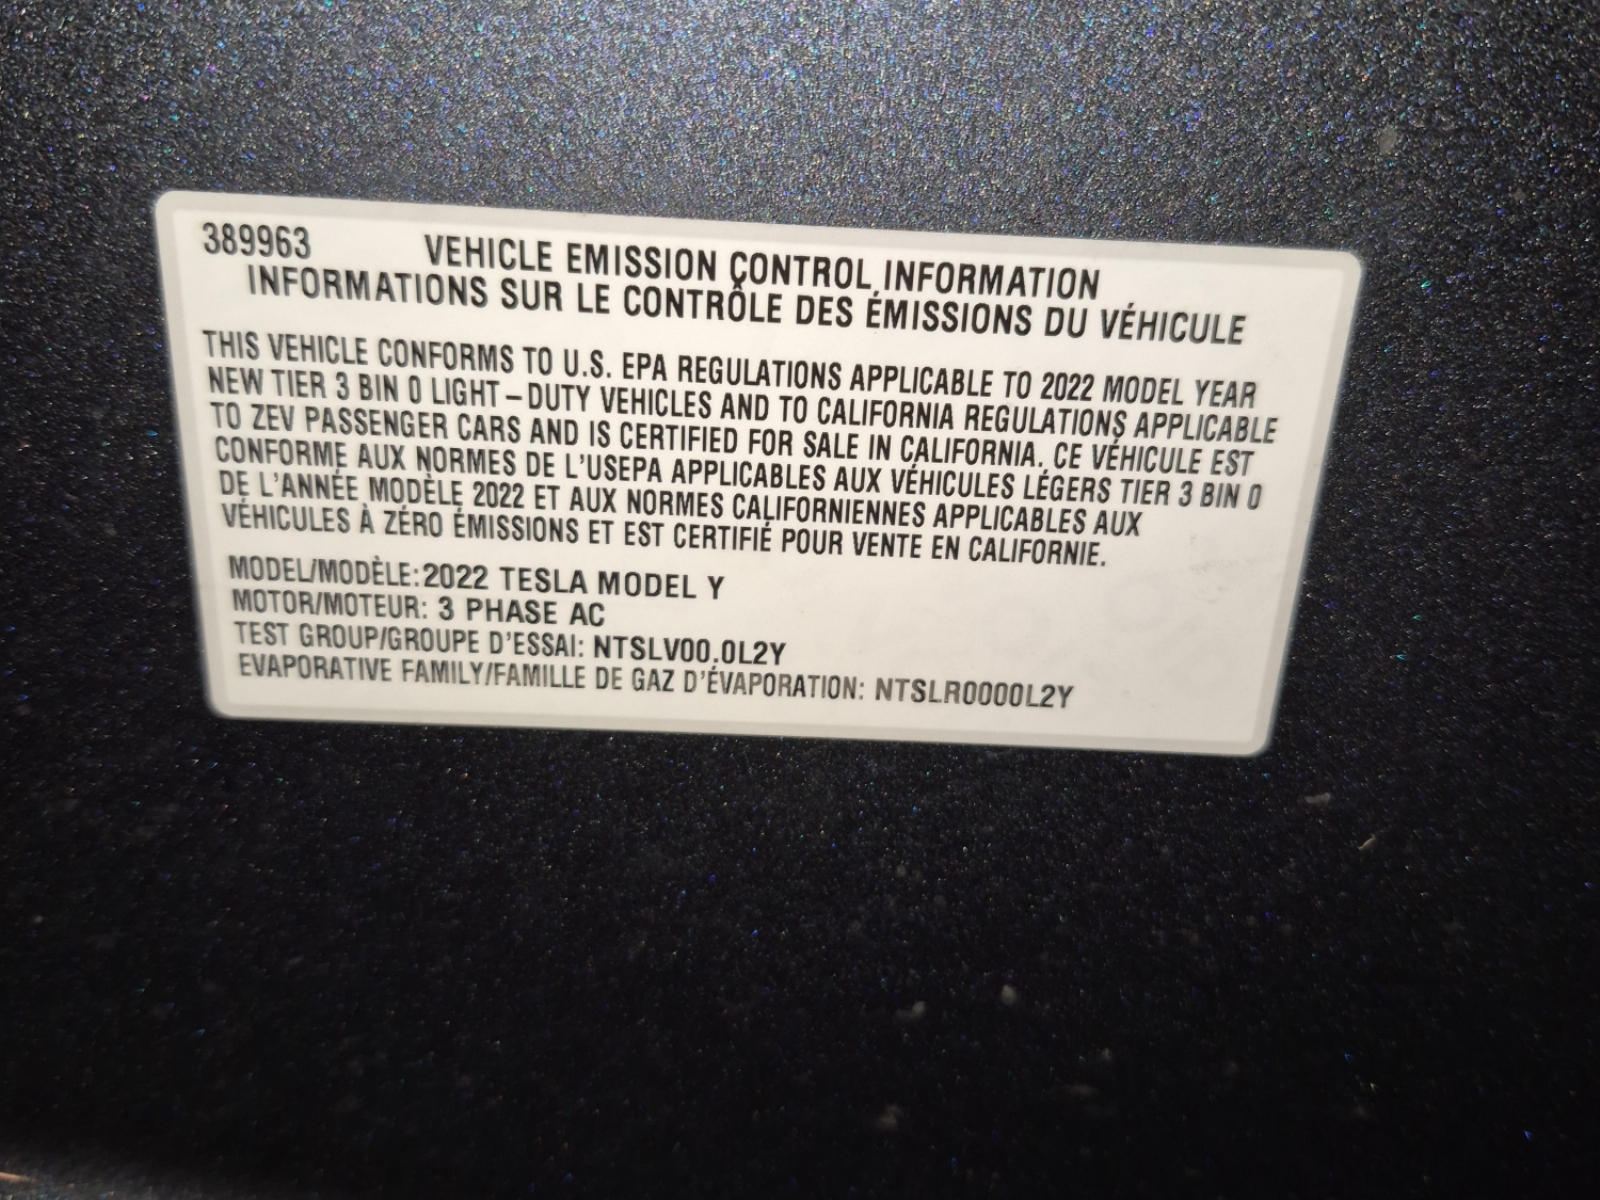 389963 VEHICLE EMISSION CONTROL INFORMATION
INFORMATIONS SUR LE CONTRÔLE DES ÉMISSIONS DU VÉHICULE
THIS VEHICLE CONFORMS TO U.S. EPA REGULATIONS APPLICABLE TO 2022 MODEL YEAR
NEW TIER 3 BIN 0 LIGHT-DUTY VEHICLES AND TO CALIFORNIA REGULATIONS APPLICABLE
TO ZEV PASSENGER CARS AND IS CERTIFIED FOR SALE IN CALIFORNIA. CE VÉHICULE EST
CONFORME AUX NORMES DE L'USEPA APPLICABLES AUX VÉHICULES LÉGERS TIER 3 BIN 0
DE L'ANNÉE MODÈLE 2022 ET AUX NORMES CALIFORNIENNES APPLICABLES AUX
VÉHICULES À ZÉRO ÉMISSIONS ET EST CERTIFIÉ POUR VENTE EN CALIFORNIE.
MODEL/MODÈLE:2022 TESLA MODEL Y
MOTOR/MOTEUR: 3 PHASE AC
TEST GROUP/GROUPE D'ESSAI: NTSLV00.0L2Y
EVAPORATIVE FAMILY/FAMILLE DE GAZ D'ÉVAPORATION: NTSLR0000L2Y